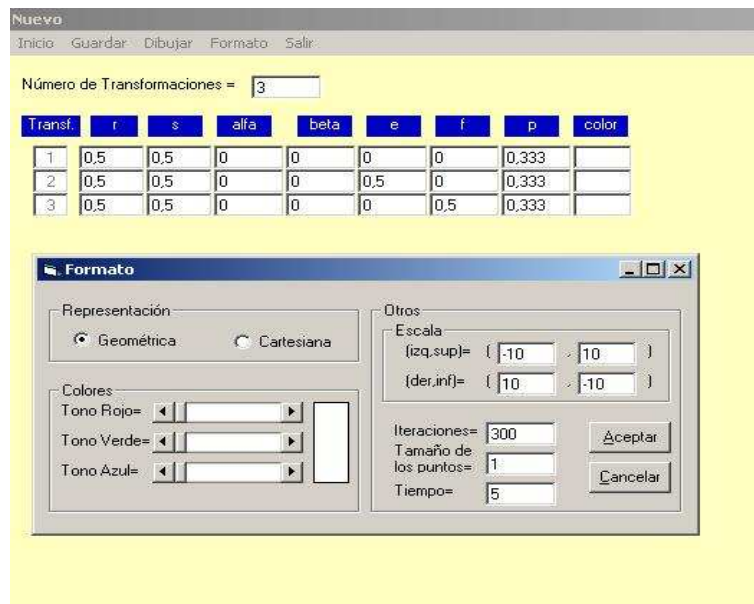 Nuevo
Inicio Guardar Dibujar Formato Salir
Número de Transformaciones = 3
Transf. r s alfa beta e f p color
1 0,5 0,5 0 0 0 0 0,333
2 0,5 0,5 0 0 0,5 0 0,333
3 0,5 0,5 0 0 0 0,5 0,333
Formato
Representación
Geométrica Cartesiana
Colores
Tono Rojo=
Tono Verde=
Tono Azul=
Otros
Escala
(izq,sup)= ( -10 , 10 )
(der,inf)= ( 10 , -10 )
Iteraciones= 300
Tamaño de
los puntos= 1
Tiempo= 5
Aceptar
Cancelar